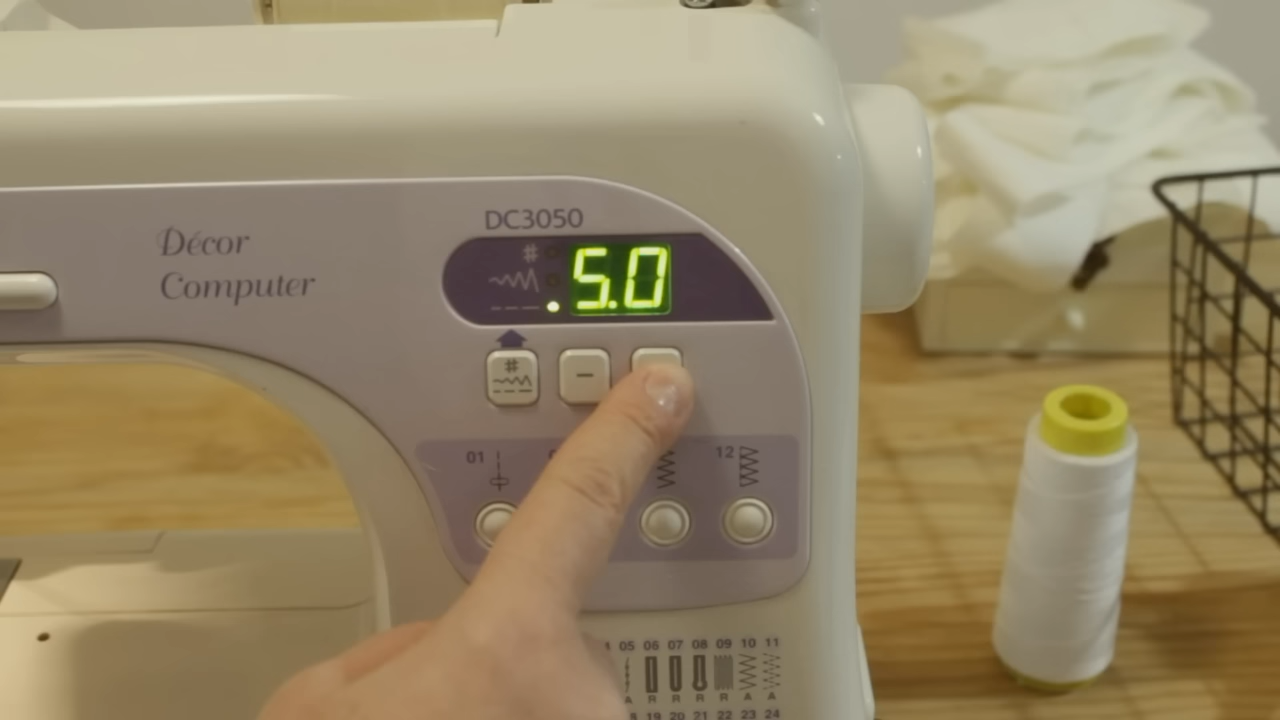 DC3050
Décor
Computer
#
5.0
#
-
01
12
05 06 07 08 09 10 11
A R R R R A A
19 20 21 22 23 24